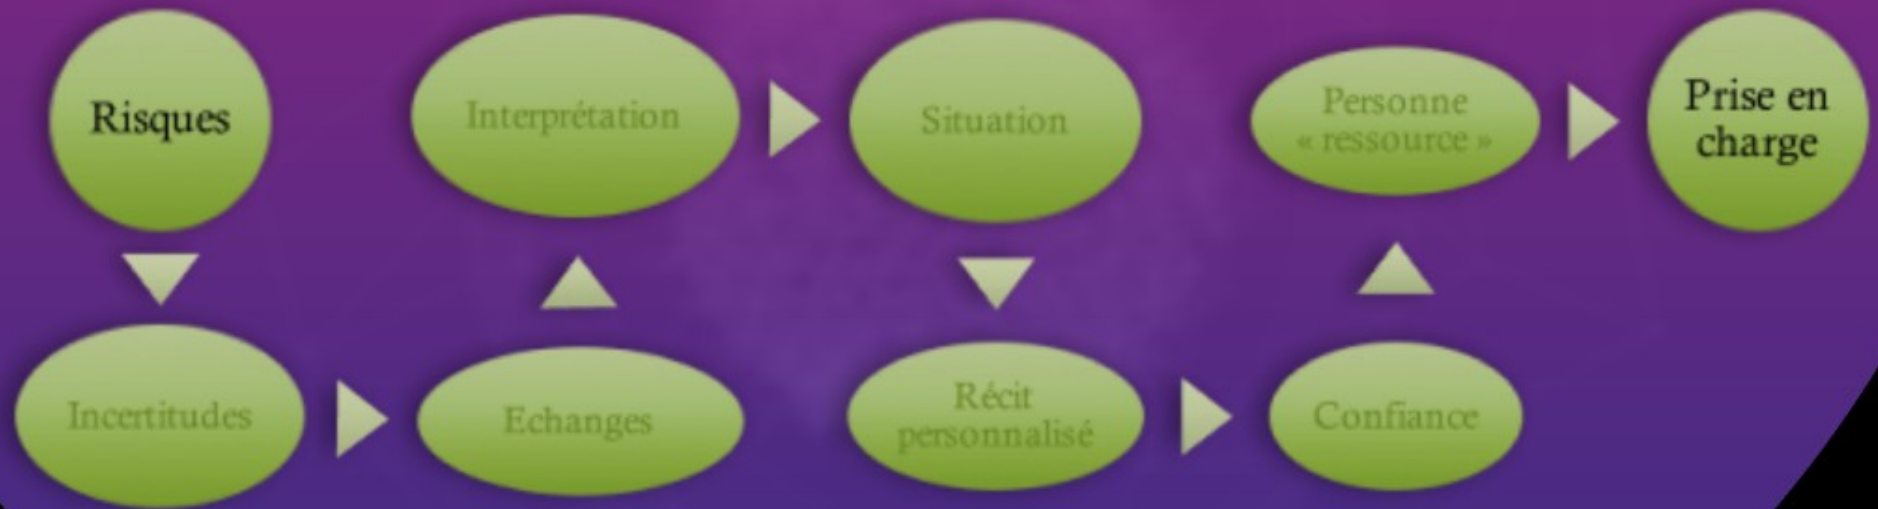 Risques
Incertitudes
Echanges
Interprétation
Situation
Récit
personnalisé
Confiance
Personne
« ressource »
Prise en
charge